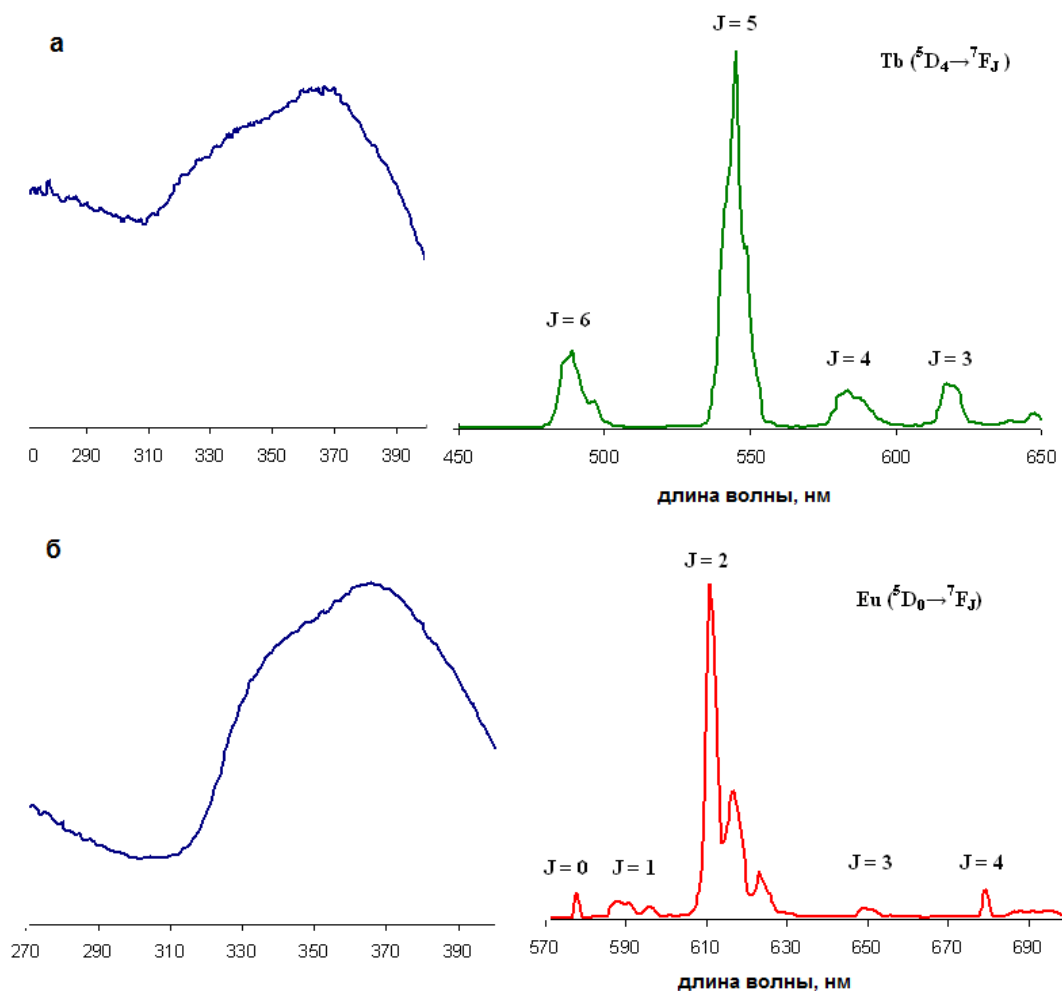 а
J = 5
Tb (⁵D₄→⁷F_J )
J = 6
J = 4
J = 3
0 290 310 330 350 370 390
450 500 550 600 650
длина волны, нм
б
J = 2
Eu (⁵D₀→⁷F_J)
J = 0
J = 1
J = 3
J = 4
270 290 310 330 350 370 390
570 590 610 630 650 670 690
длина волны, нм